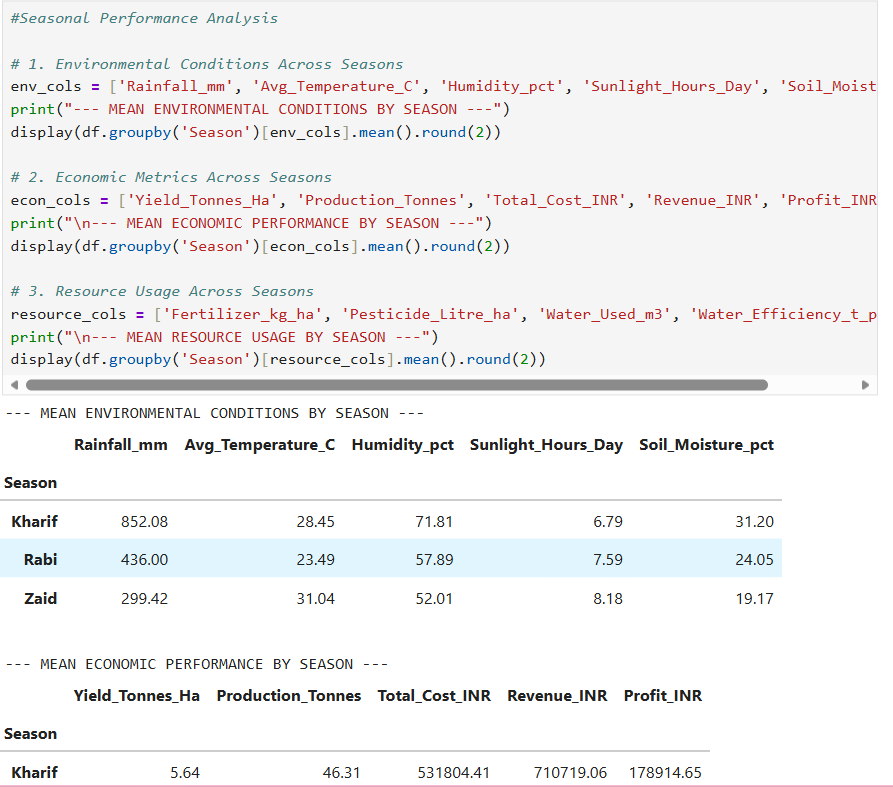 #Seasonal Performance Analysis
# 1. Environmental Conditions Across Seasons
env_cols = ['Rainfall_mm', 'Avg_Temperature_C', 'Humidity_pct', 'Sunlight_Hours_Day', 'Soil_Moist
print("--- MEAN ENVIRONMENTAL CONDITIONS BY SEASON ---")
display(df.groupby('Season')[env_cols].mean().round(2))
# 2. Economic Metrics Across Seasons
econ_cols = ['Yield_Tonnes_Ha', 'Production_Tonnes', 'Total_Cost_INR', 'Revenue_INR', 'Profit_INR
print("\n--- MEAN ECONOMIC PERFORMANCE BY SEASON ---")
display(df.groupby('Season')[econ_cols].mean().round(2))
# 3. Resource Usage Across Seasons
resource_cols = ['Fertilizer_kg_ha', 'Pesticide_Litre_ha', 'Water_Used_m3', 'Water_Efficiency_t_p
print("\n--- MEAN RESOURCE USAGE BY SEASON ---")
display(df.groupby('Season')[resource_cols].mean().round(2))
--- MEAN ENVIRONMENTAL CONDITIONS BY SEASON ---
Rainfall_mm Avg_Temperature_C Humidity_pct Sunlight_Hours_Day Soil_Moisture_pct
Season
Kharif 852.08 28.45 71.81 6.79 31.20
Rabi 436.00 23.49 57.89 7.59 24.05
Zaid 299.42 31.04 52.01 8.18 19.17
--- MEAN ECONOMIC PERFORMANCE BY SEASON ---
Yield_Tonnes_Ha Production_Tonnes Total_Cost_INR Revenue_INR Profit_INR
Season
Kharif 5.64 46.31 531804.41 710719.06 178914.65